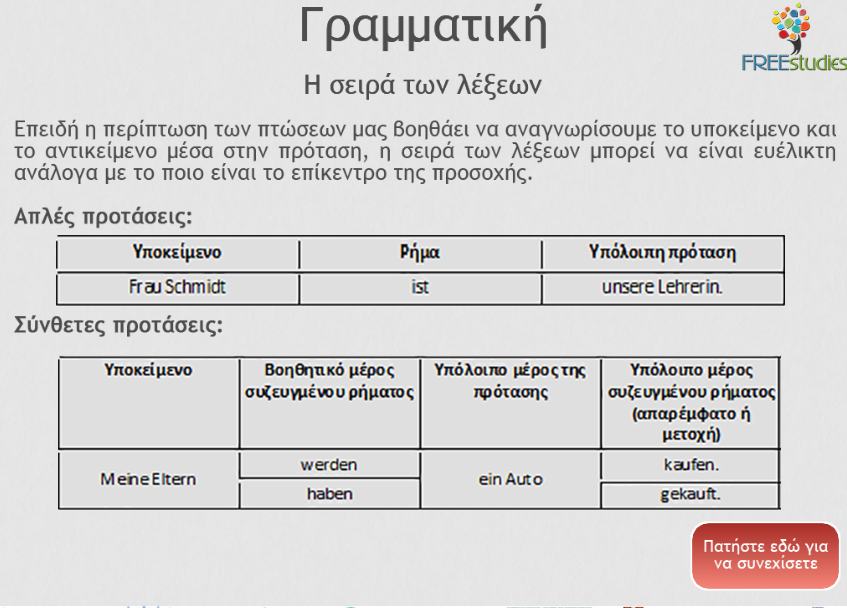 Γραμματική
FREEstudies
Η σειρά των λέξεων
Επειδή η περίπτωση των πτώσεων μας βοηθάει να αναγνωρίσουμε το υποκείμενο και
το αντικείμενο μέσα στην πρόταση, η σειρά των λέξεων μπορεί να είναι ευέλικτη
ανάλογα με το ποιο είναι το επίκεντρο της προσοχής.
Απλές προτάσεις:
Υποκείμενο Ρήμα Υπόλοιπη πρόταση
Frau Schmidt ist unsere Lehrerin.
Σύνθετες προτάσεις:
Υποκείμενο Βοηθητικό μέρος Υπόλοιπο μέρος της Υπόλοιπο μέρος
συζευγμένου ρήματος πρότασης συζευγμένου ρήματος
(απαρέμφατο ή
μετοχή)
werden kaufen.
Meine Eltern ein Auto
haben gekauft.
Πατήστε εδώ για
να συνεχίσετε